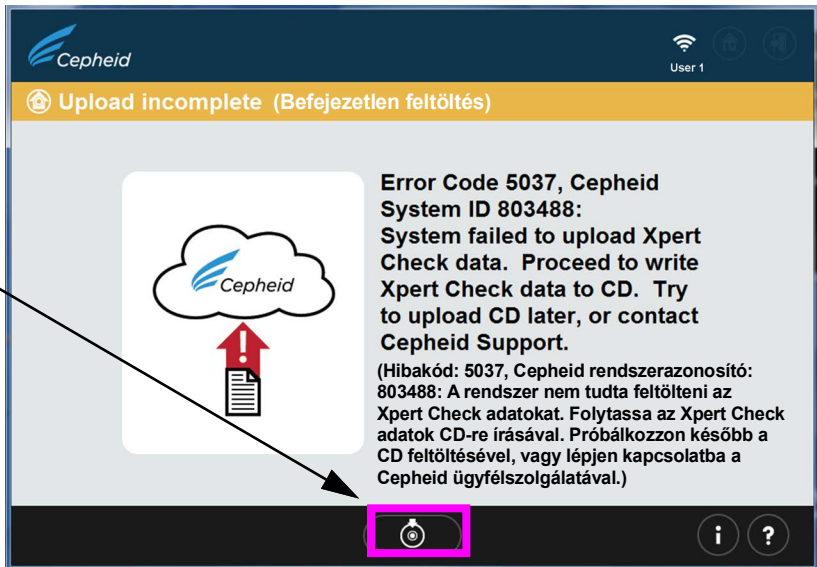 Cepheid
User 1
Upload incomplete (Befejezetlen feltöltés)
Cepheid
Error Code 5037, Cepheid
System ID 803488:
System failed to upload Xpert
Check data. Proceed to write
Xpert Check data to CD. Try
to upload CD later, or contact
Cepheid Support.
(Hibakód: 5037, Cepheid rendszerazonosító:
803488: A rendszer nem tudta feltölteni az
Xpert Check adatokat. Folytassa az Xpert Check
adatok CD-re írásával. Próbálkozzon később a
CD feltöltésével, vagy lépjen kapcsolatba a
Cepheid ügyfélszolgálatával.)
i ?